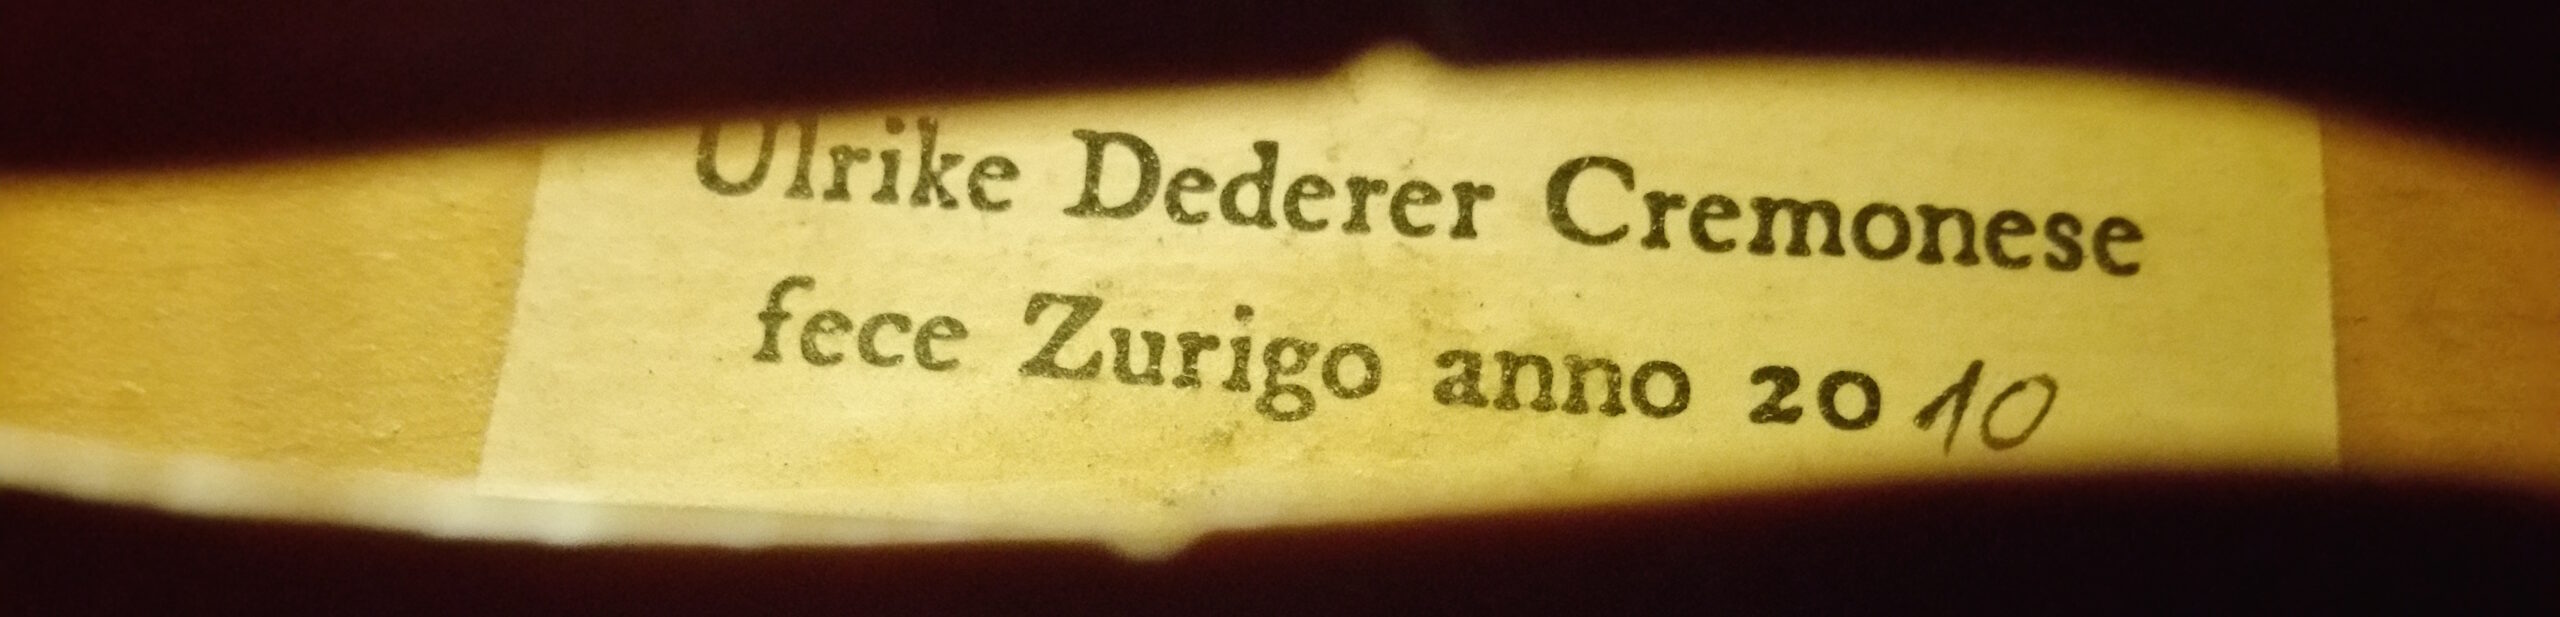 Ulrike Dederer Cremonese
fece Zurigo anno 2010